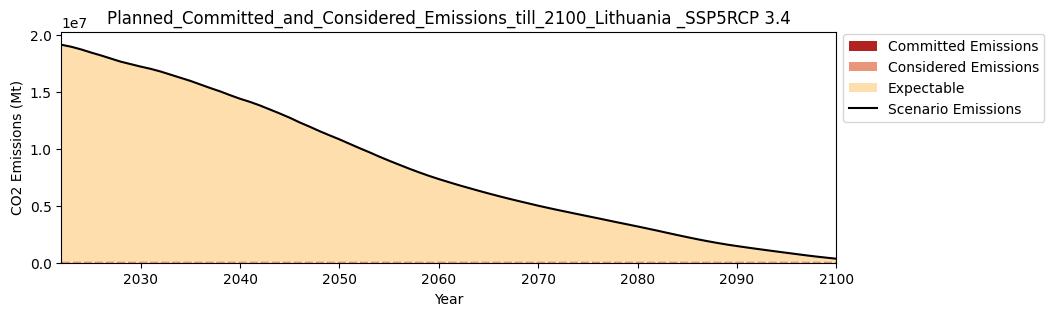 Planned_Committed_and_Considered_Emissions_till_2100_Lithuania _SSP5RCP 3.4
1e7
2.0
1.5
1.0
0.5
0.0
CO2 Emissions (Mt)
2030 2040 2050 2060 2070 2080 2090 2100
Year
Committed Emissions
Considered Emissions
Expectable
Scenario Emissions